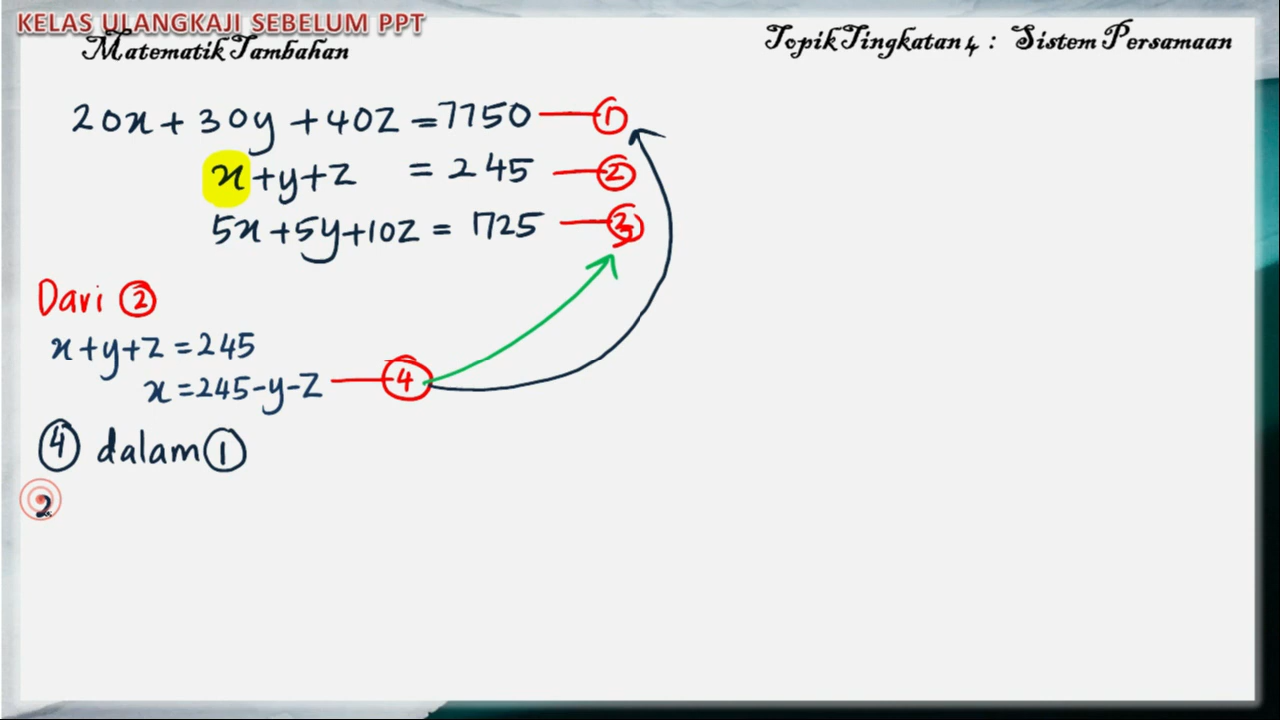 KELAS ULANGKAJI SEBELUM PPT
Matematik Tambahan
Topik Tingkatan 4 : Sistem Persamaan
20x + 30y + 40z = 7750 — ①
x + y + z = 245 — ②
5x + 5y + 10z = 1725 — ③
Dari ②
x + y + z = 245
x = 245 - y - z — ④
④ dalam ①
2